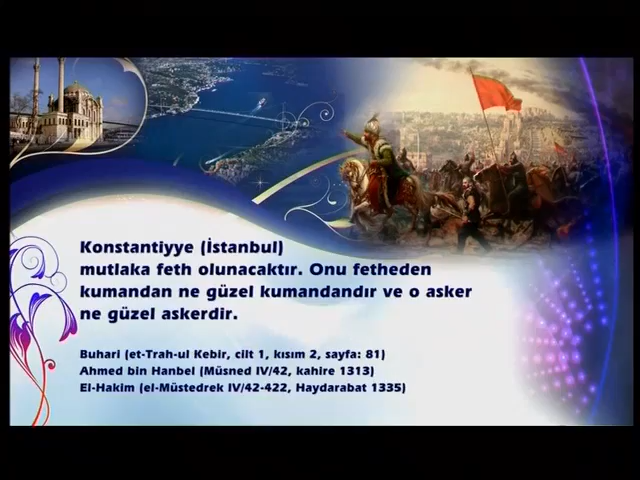 Konstantiyye (İstanbul)
mutlaka feth olunacaktır. Onu fetheden
kumandan ne güzel kumandandır ve o asker
ne güzel askerdir.
Buhari (et-Trah-ul Kebir, cilt 1, kısım 2, sayfa: 81)
Ahmed bin Hanbel (Müsned IV/42, kahire 1313)
El-Hakim (el-Müstedrek IV/42-422, Haydarabat 1335)